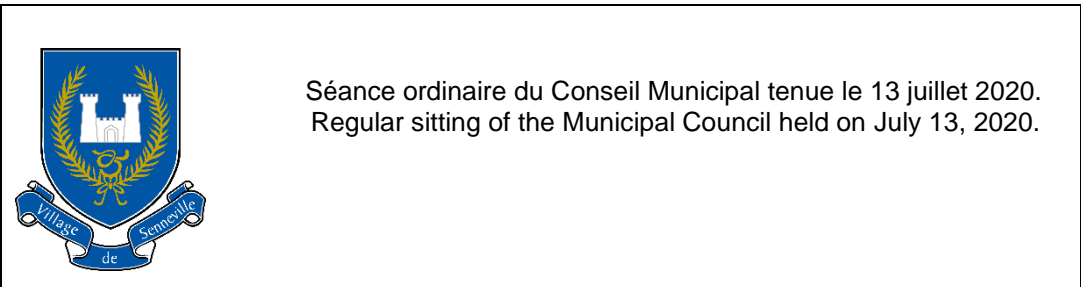 Séance ordinaire du Conseil Municipal tenue le 13 juillet 2020.
Regular sitting of the Municipal Council held on July 13, 2020.
Village
de
Senneville